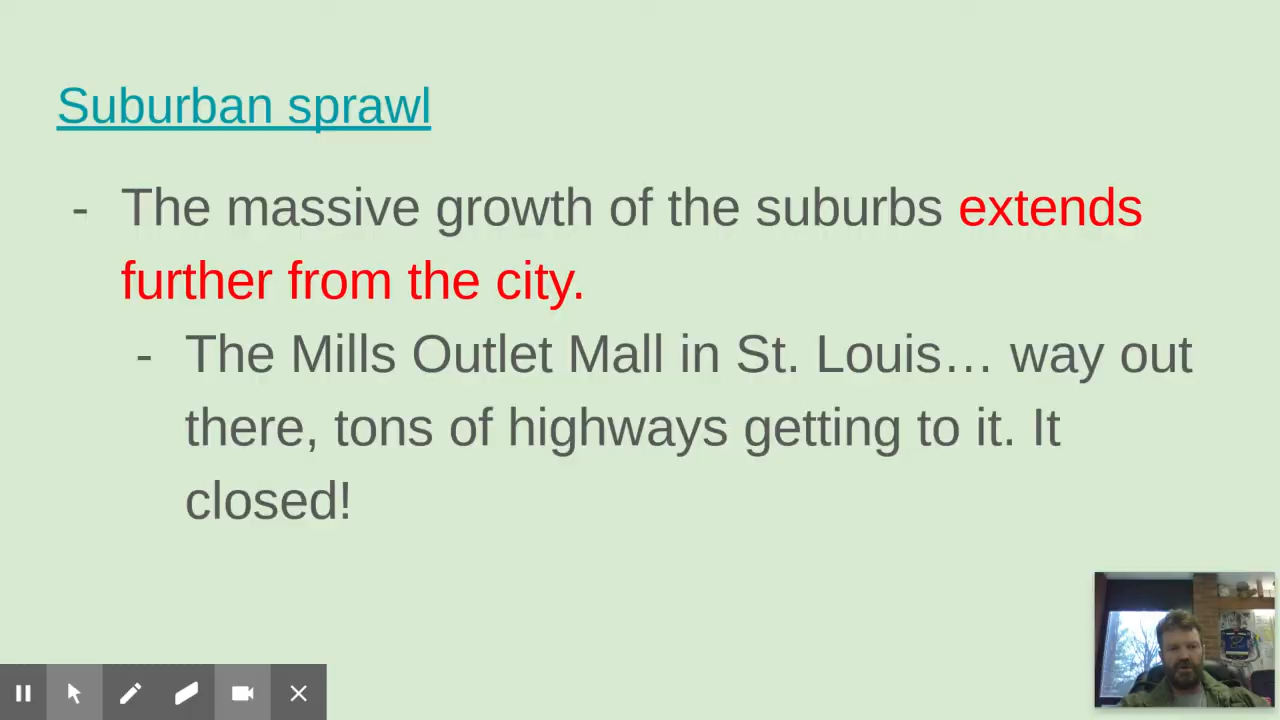 Suburban sprawl
- The massive growth of the suburbs extends
further from the city.
- The Mills Outlet Mall in St. Louis… way out
there, tons of highways getting to it. It
closed!